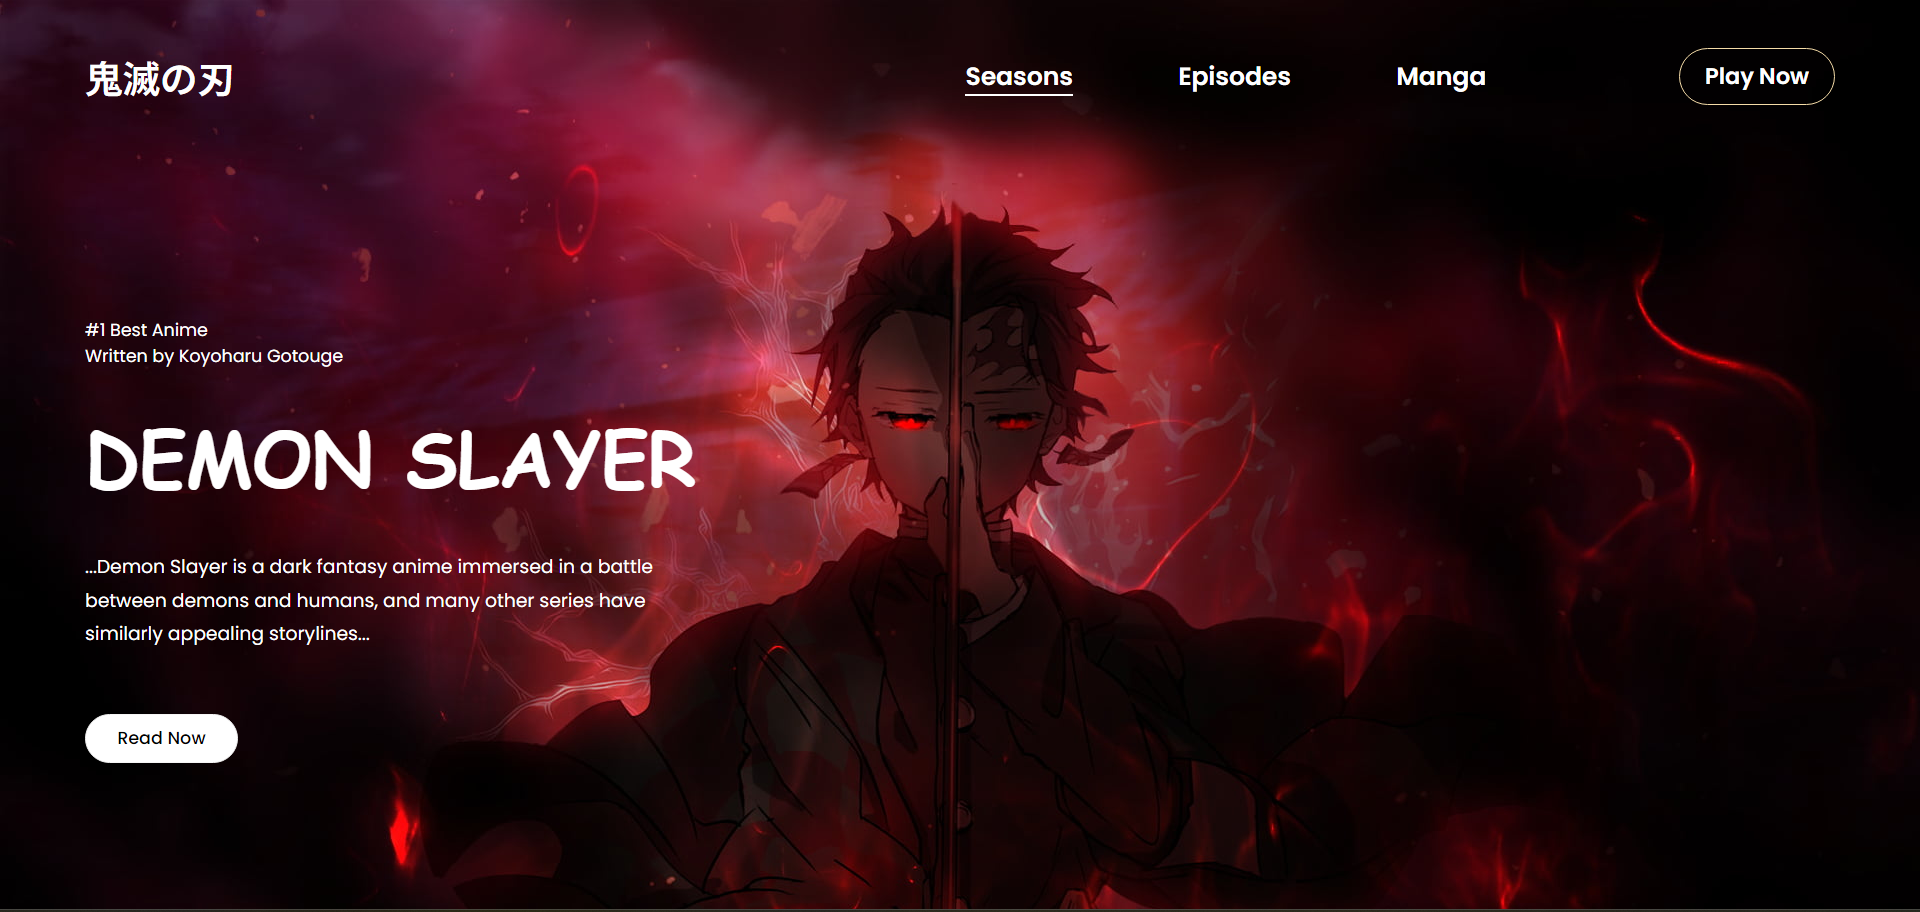 鬼滅の刃
Seasons
Episodes
Manga
Play Now
#1 Best Anime
Written by Koyoharu Gotouge
DEMON SLAYER
...Demon Slayer is a dark fantasy anime immersed in a battle
between demons and humans, and many other series have
similarly appealing storylines...
Read Now